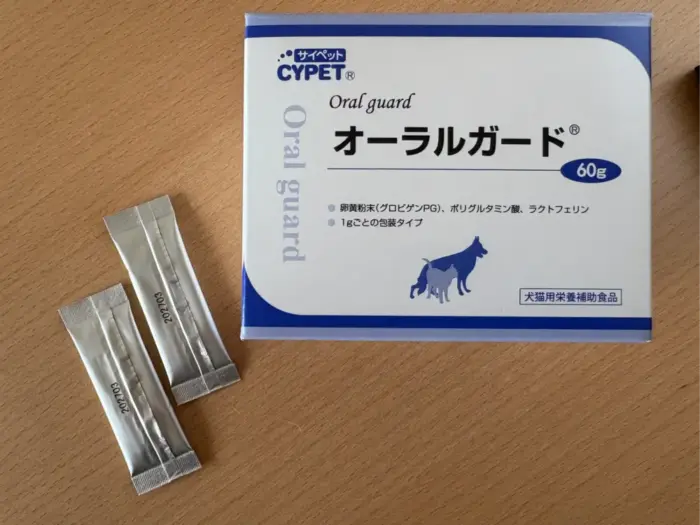 サイペット
CYPET®
Oral guard
Oral guard
オーラルガード®
60g
卵黄粉末(グロビゲンPG)、ポリグルタミン酸、ラクトフェリン
1gごとの包装タイプ
犬猫用栄養補助食品
202703
202703